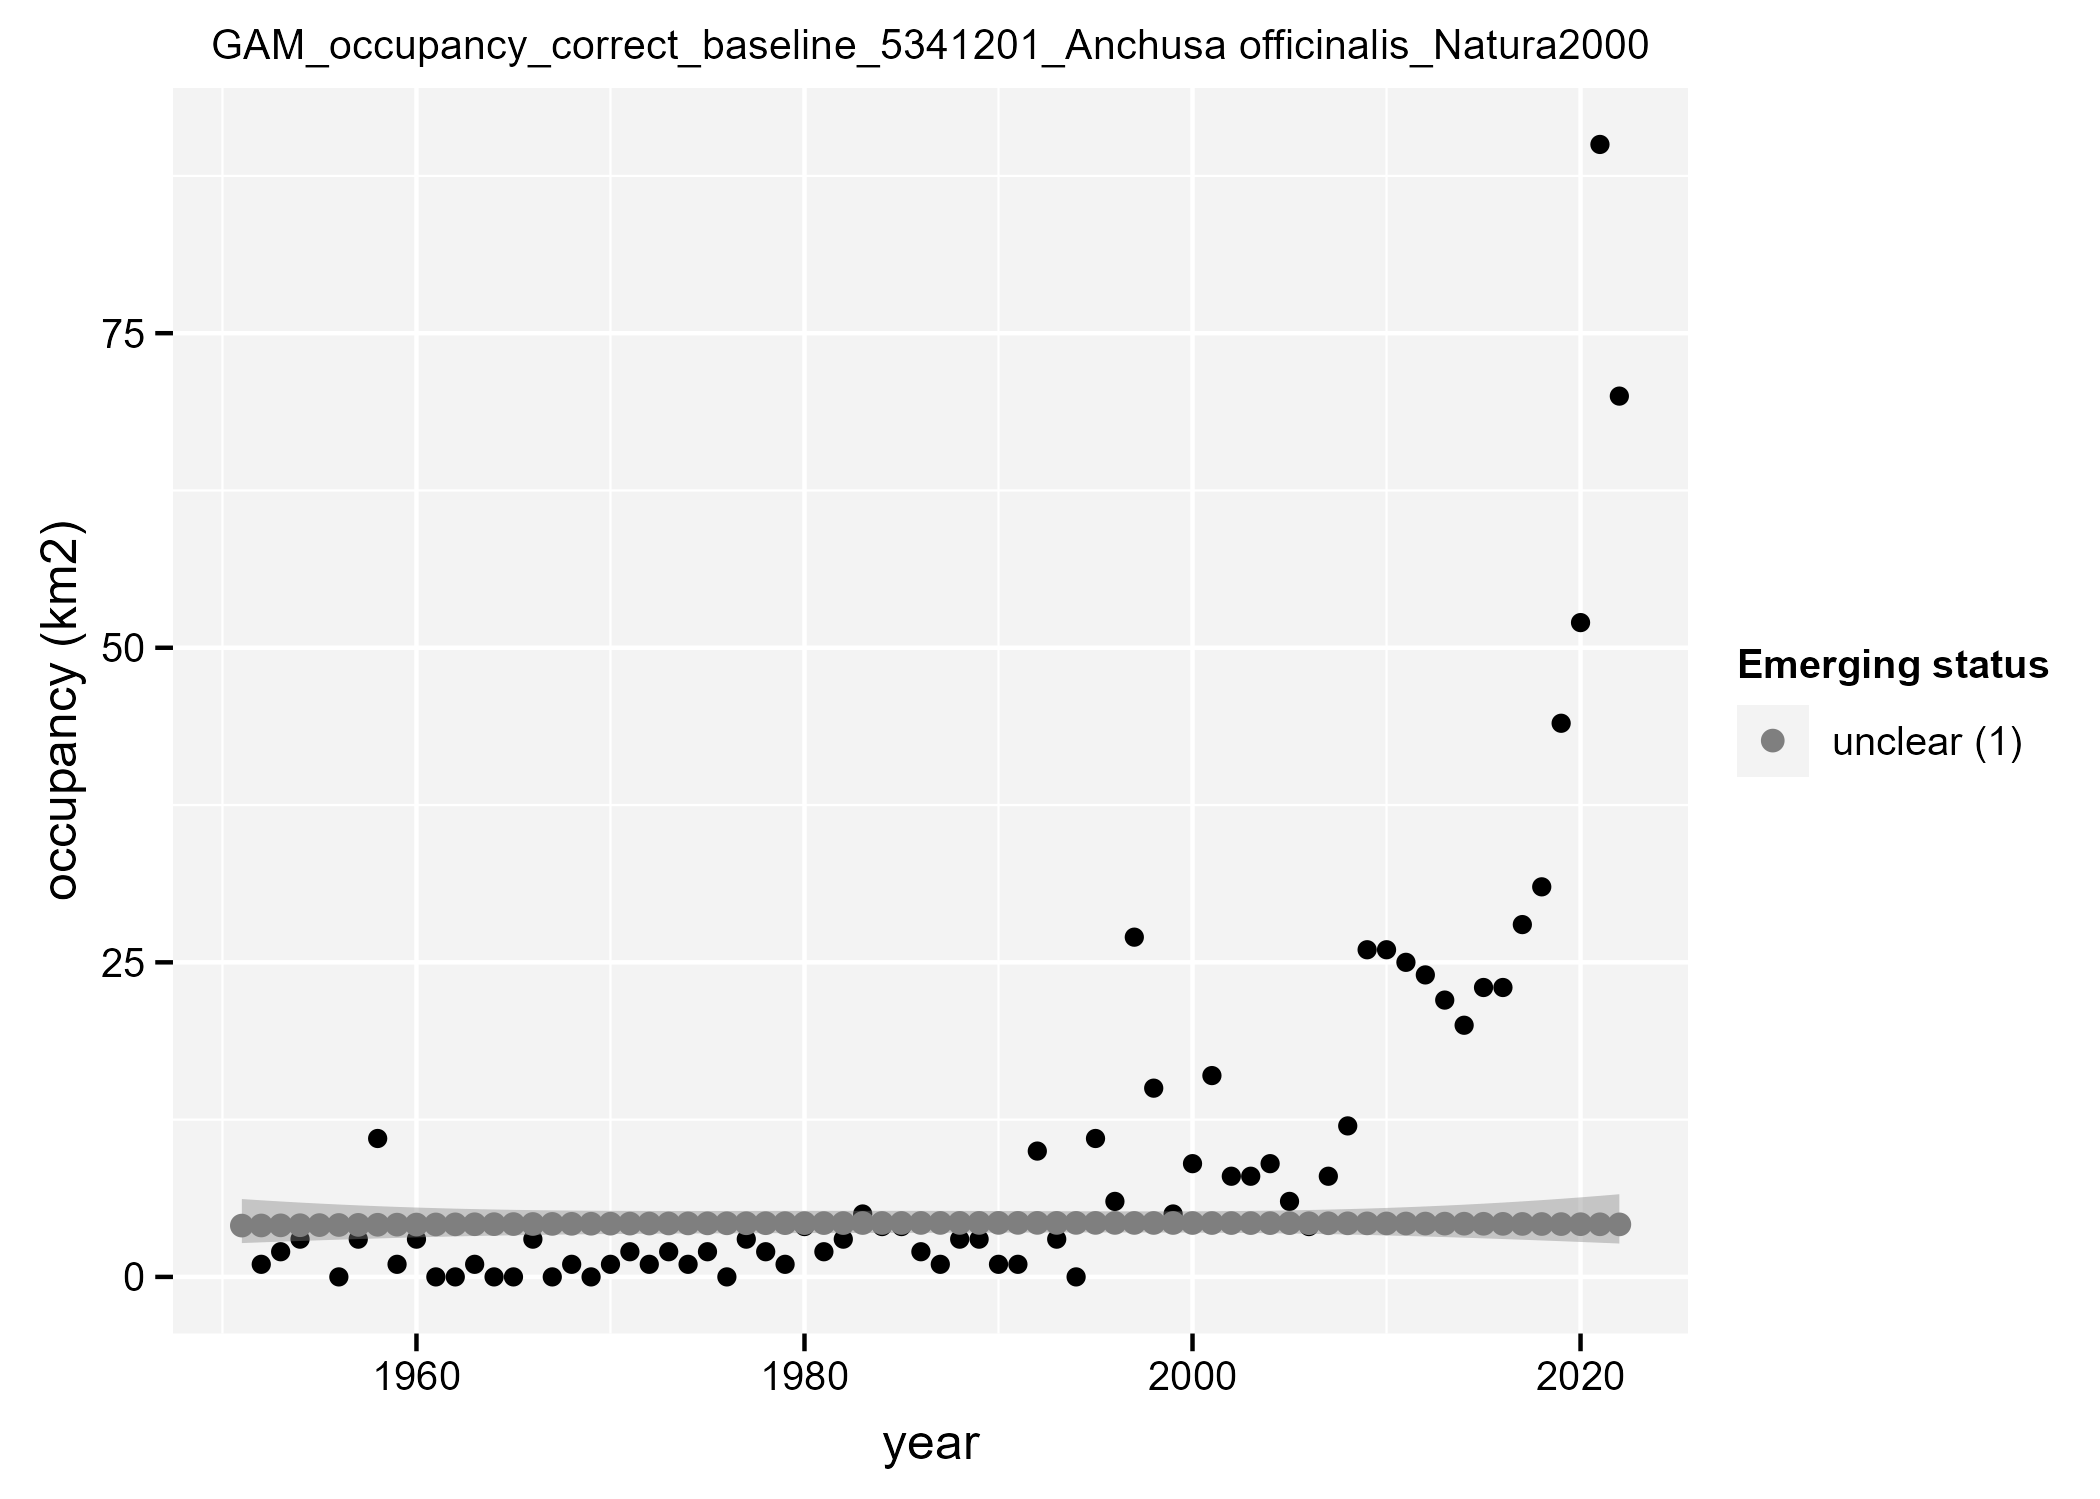 GAM_occupancy_correct_baseline_5341201_Anchusa officinalis_Natura2000
occupancy (km2)
75
50
25
0
1960
1980
2000
2020
year
Emerging status
unclear (1)